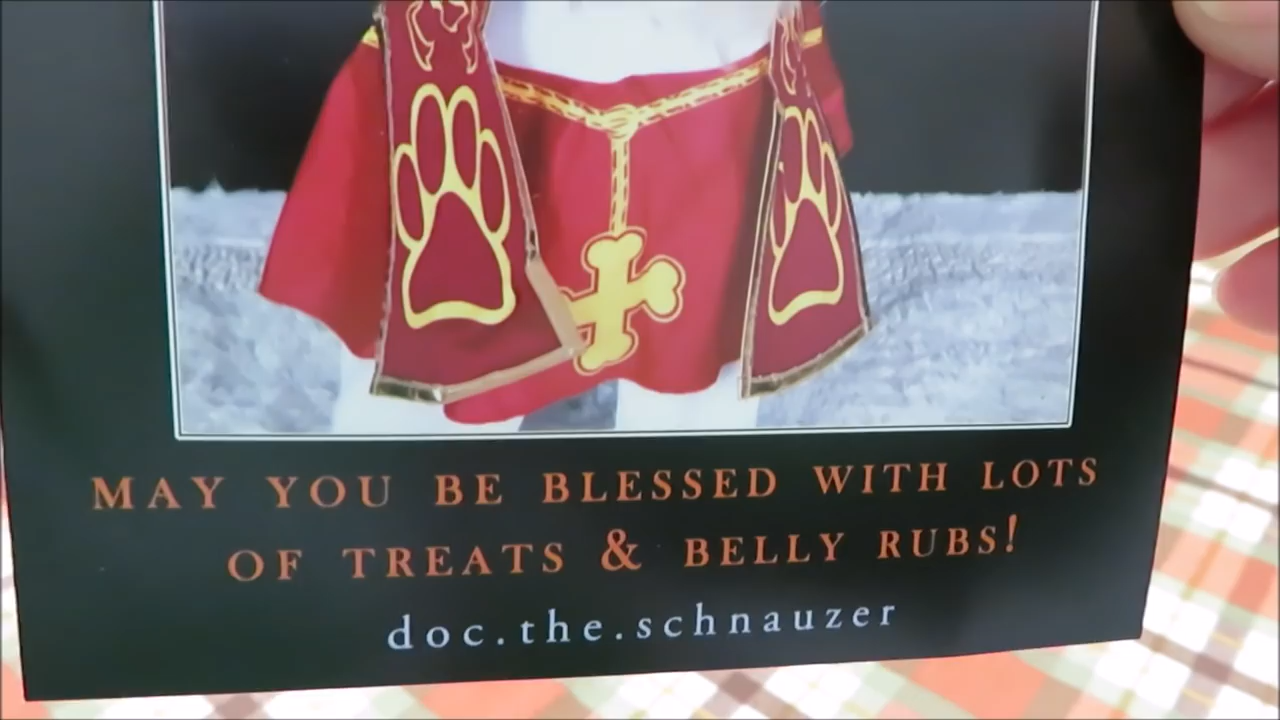 MAY YOU BE BLESSED WITH LOTS
OF TREATS & BELLY RUBS!
doc.the.schnauzer